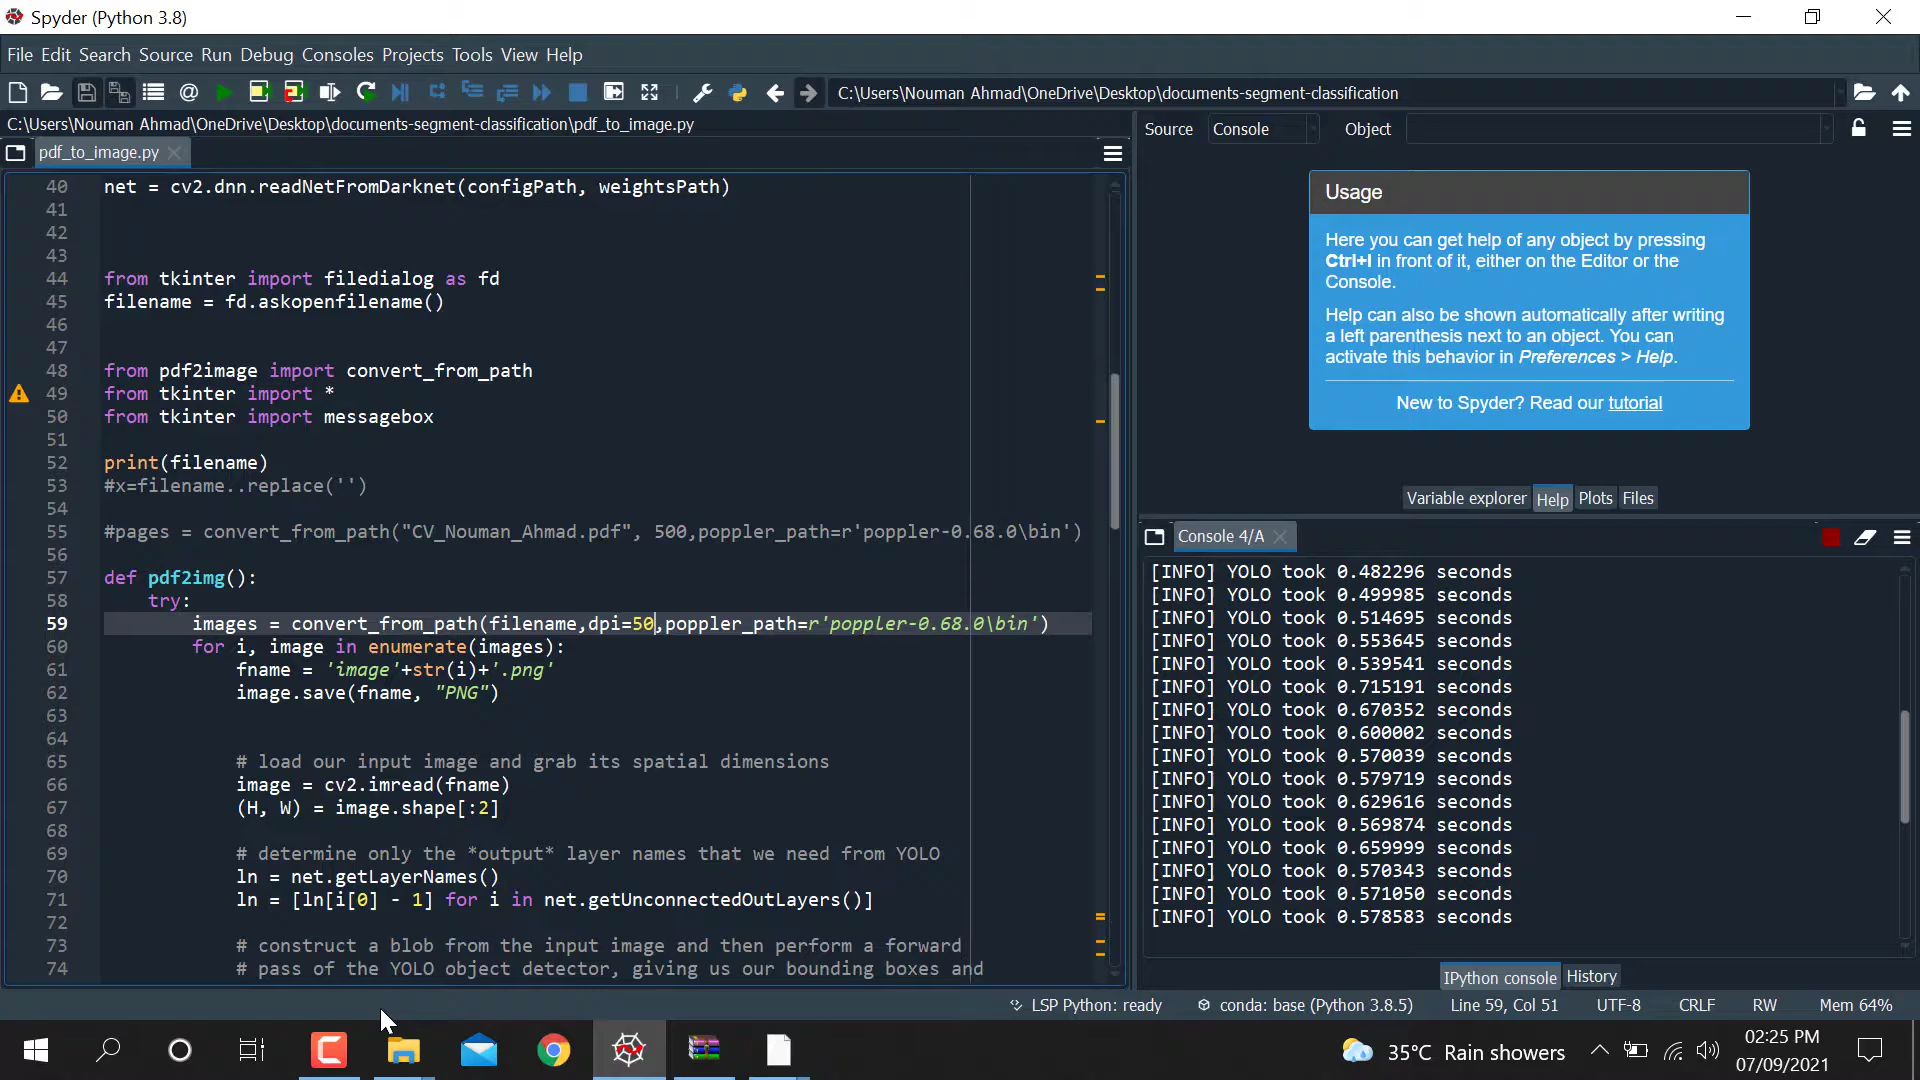 Spyder (Python 3.8)
File Edit Search Source Run Debug Consoles Projects Tools View Help
C:\Users\Nouman Ahmad\OneDrive\Desktop\documents-segment-classification
C:\Users\Nouman Ahmad\OneDrive\Desktop\documents-segment-classification\pdf_to_image.py
pdf_to_image.py
40 net = cv2.dnn.readNetFromDarknet(configPath, weightsPath)
41
42
43
44 from tkinter import filedialog as fd
45 filename = fd.askopenfilename()
46
47
48 from pdf2image import convert_from_path
49 from tkinter import *
50 from tkinter import messagebox
51
52 print(filename)
53 #x=filename..replace('')
54
55 #pages = convert_from_path("CV_Nouman_Ahmad.pdf", 500,poppler_path=r'poppler-0.68.0\bin')
56
57 def pdf2img():
58 try:
59 images = convert_from_path(filename,dpi=50,poppler_path=r'poppler-0.68.0\bin')
60 for i, image in enumerate(images):
61 fname = 'image'+str(i)+'.png'
62 image.save(fname, "PNG")
63
64
65 # load our input image and grab its spatial dimensions
66 image = cv2.imread(fname)
67 (H, W) = image.shape[:2]
68
69 # determine only the *output* layer names that we need from YOLO
70 ln = net.getLayerNames()
71 ln = [ln[i[0] - 1] for i in net.getUnconnectedOutLayers()]
72
73 # construct a blob from the input image and then perform a forward
74 # pass of the YOLO object detector, giving us our bounding boxes and
Source Console Object
Usage
Here you can get help of any object by pressing
Ctrl+I in front of it, either on the Editor or the
Console.
Help can also be shown automatically after writing
a left parenthesis next to an object. You can
activate this behavior in Preferences > Help.
New to Spyder? Read our tutorial
Variable explorer Help Plots Files
Console 4/A
[INFO] YOLO took 0.482296 seconds
[INFO] YOLO took 0.499985 seconds
[INFO] YOLO took 0.514695 seconds
[INFO] YOLO took 0.553645 seconds
[INFO] YOLO took 0.539541 seconds
[INFO] YOLO took 0.715191 seconds
[INFO] YOLO took 0.670352 seconds
[INFO] YOLO took 0.600002 seconds
[INFO] YOLO took 0.570039 seconds
[INFO] YOLO took 0.579719 seconds
[INFO] YOLO took 0.629616 seconds
[INFO] YOLO took 0.569874 seconds
[INFO] YOLO took 0.659999 seconds
[INFO] YOLO took 0.570343 seconds
[INFO] YOLO took 0.571050 seconds
[INFO] YOLO took 0.578583 seconds
IPython console History
LSP Python: ready conda: base (Python 3.8.5) Line 59, Col 51 UTF-8 CRLF RW Mem 64%
35°C Rain showers
02:25 PM
07/09/2021